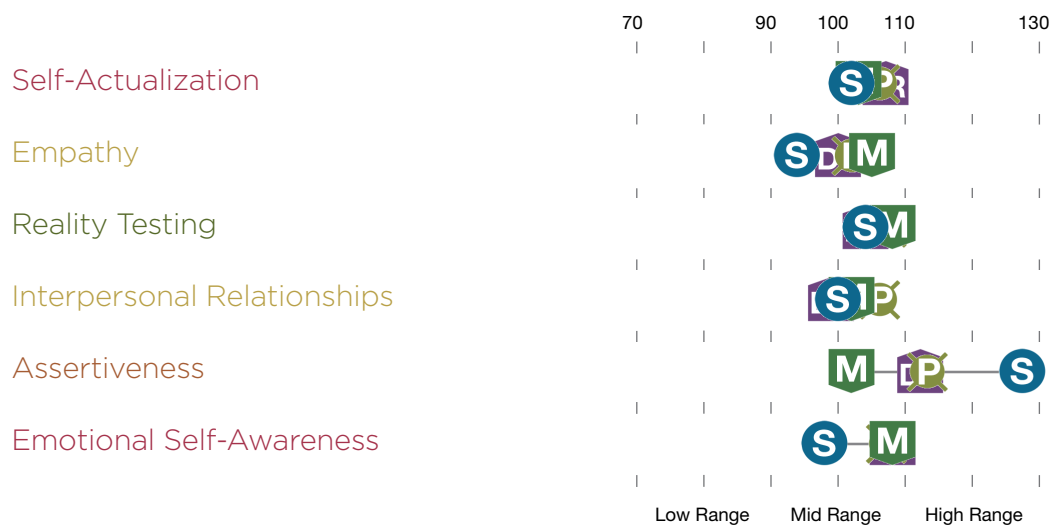 70 90 100 110 130
Self-Actualization S P R
Empathy S D M
Reality Testing S M
Interpersonal Relationships S P
Assertiveness M D P S
Emotional Self-Awareness S M
Low Range Mid Range High Range